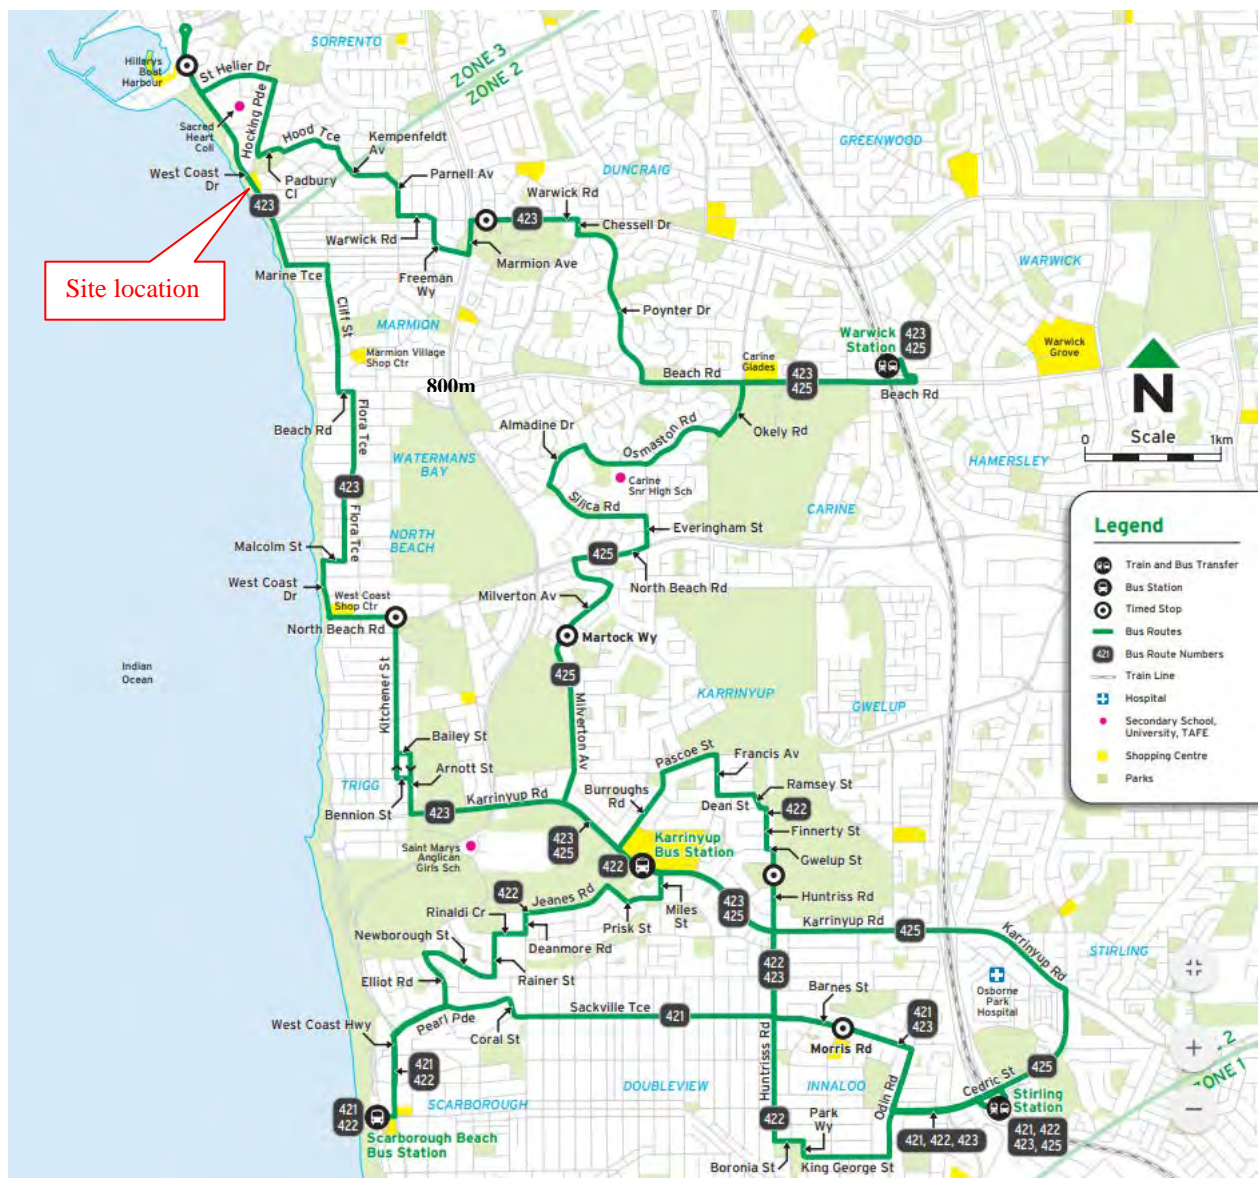 SORRENTO
ZONE 3
ZONE 2
Hillarys
Boat
Harbour
St Helier Dr
Hocking Pde
Sacred
Heart
Coll
Hood Tce
Kempenfeldt
Av
GREENWOOD
DUNCRAIG
West Coast
Dr
Padbury
Cl
Parnell Av
Warwick Rd
423
423
Chessell Dr
Warwick Rd
Freeman
Wy
Marmion Ave
WARWICK
Site location
Marine Tce
Cliff St
MARMION
Poynter Dr
Warwick
Station
423
425
Warwick
Grove
Marmion Village
Shop Ctr
Carine
Glades
800m
Beach Rd
423
425
Beach Rd
N
Beach Rd
Flora Tce
Almadine Dr
Osmaston Rd
Okely Rd
0
Scale
1km
WATERMANS
BAY
HAMERSLEY
423
Carine
Snr High Sch
Silica Rd
CARINE
Flora Tce
NORTH
BEACH
Everingham St
Malcolm St
425
North Beach Rd
West Coast
Dr
West Coast
Shop Ctr
Milverton Av
North Beach Rd
Martock Wy
Indian
Ocean
Kitchener St
425
Milverton Av
KARRINYUP
GWELUP
Legend
Train and Bus Transfer
Bus Station
Timed Stop
Bus Routes
421
Bus Route Numbers
Train Line
Hospital
Secondary School,
University, TAFE
Shopping Centre
Parks
Bailey St
Arnott St
Pascoe St
Francis Av
TRIGG
Bennion St
423
Karrinyup Rd
Burroughs
Rd
Dean St
Ramsey St
422
Finnerty St
Saint Marys
Anglican
Girls Sch
423
425
422
Karrinyup
Bus Station
Gwelup St
422
Jeanes Rd
Huntriss Rd
Rinaldi Cr
Prisk St
Miles
St
423
425
Karrinyup Rd
425
Karrinyup Rd
Newborough St
Deanmore Rd
STIRLING
Elliot Rd
Rainer St
422
423
Osborne
Park
Hospital
Barnes St
Sackville Tce
421
421
423
West Coast Hwy
Pearl Pde
Coral St
Morris Rd
Huntrisss Rd
421
422
DOUBLEVIEW
INNALOO
Odin Rd
Cedric St
425
2
ZONE 1
SCARBOROUGH
421
422
422
Park
Wy
Stirling
Station
Scarborough Beach
Bus Station
421, 422, 423
421, 422
423, 425
Boronia St
King George St